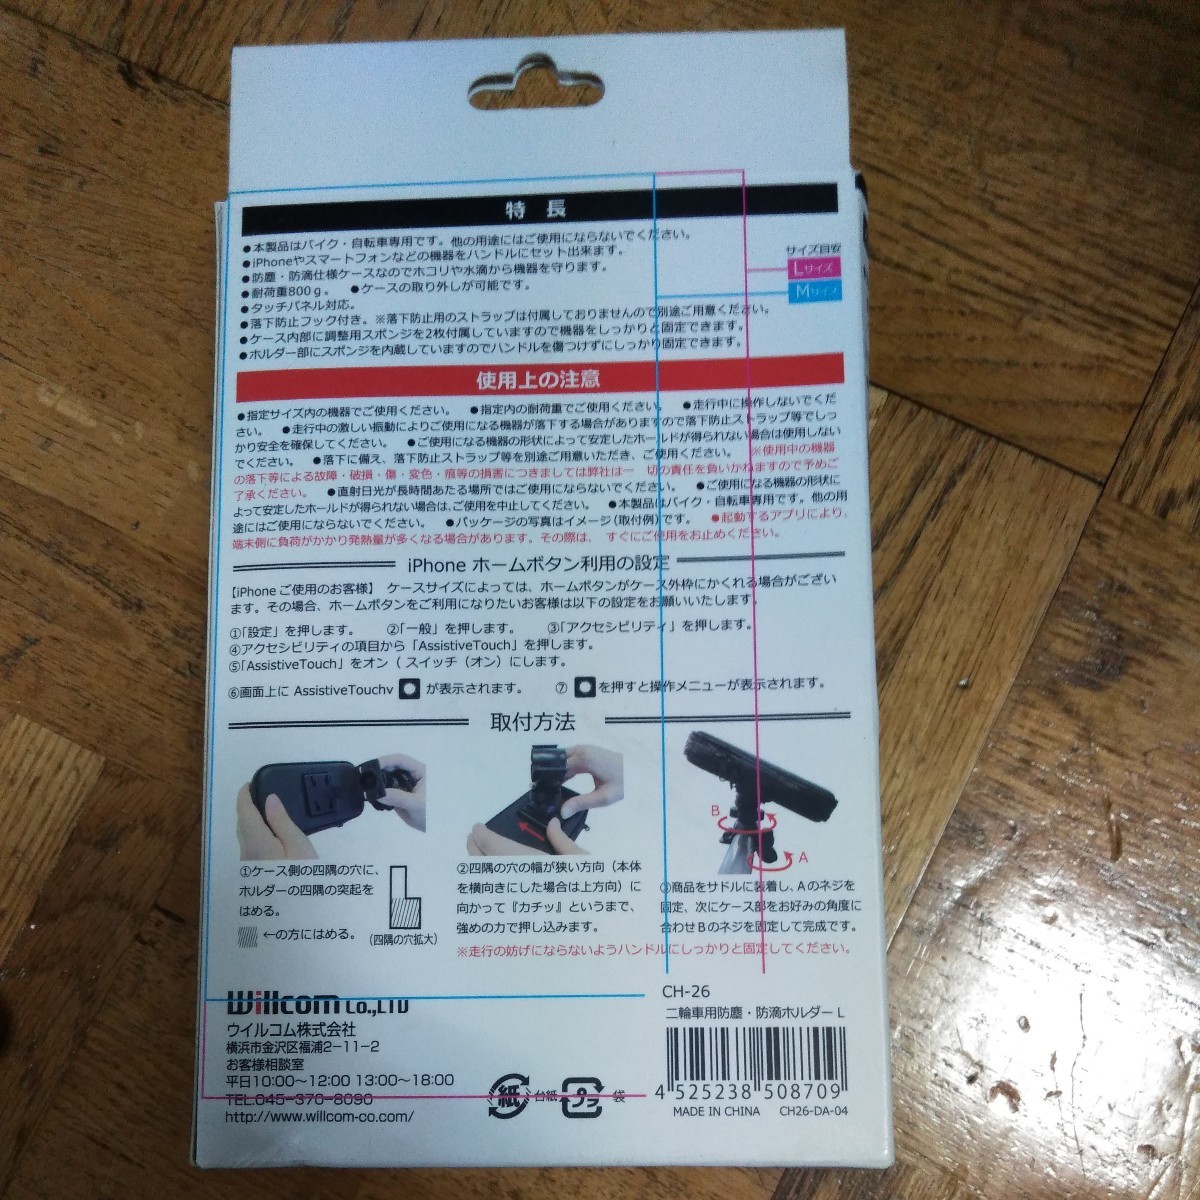 特長
●本製品はバイク・自転車専用です。他の用途にはご使用にならないでください。
●iPhoneやスマートフォンなどの機器をハンドルにセット出来ます。
●防塵・防滴仕様ケースなのでホコリや水滴から機器を守ります。
●耐荷重800g。 ●ケースの取り外しが可能です。
●タッチパネル対応。
●落下防止フック付き。※落下防止用のストラップは付属しておりませんので別途ご用意ください。
●ケース内部に調整用スポンジを2枚付属していますので機器をしっかりと固定できます。
●ホルダー部にスポンジを内蔵していますのでハンドルを傷つけずにしっかり固定できます。
サイズ目安
Lサイズ
Mサイズ
使用上の注意
●指定サイズ内の機器でご使用ください。 ●指定内の耐荷重でご使用ください。 ●走行中に操作しないでくだ
さい。 ●走行中の激しい振動によりご使用になる機器が落下する場合がありますので落下防止ストラップ等でしっ
かり安全を確保してください。 ●ご使用になる機器の形状によって安定したホールドが得られない場合は使用しない
でください。 ●落下に備え、落下防止ストラップ等を別途ご用意いただき、ご使用ください。 ※使用中の機器
の落下等による故障・破損・傷・変色・痕等の損害につきましては弊社は一 切の責任を負いかねますので予めご
了承ください。 ●直射日光が長時間あたる場所ではご使用にならないでください。 ●ご使用になる機器の形状に
よって安定したホールドが得られない場合は、ご使用を中止してください。 ●本製品はバイク・自転車専用です。他の用
途にはご使用にならないでください。 ●パッケージの写真はイメージ(取付例)です。 ●起動するアプリにより、
端末側に負荷がかかり発熱量が多くなる場合があります。その際は、 すぐにご使用をお止めください。
iPhone ホームボタン利用の設定
【iPhoneご使用のお客様】 ケースサイズによっては、ホームボタンがケース外枠にかくれる場合がござい
ます。その場合、ホームボタンをご利用になりたいお客様は以下の設定をお願いいたします。
①「設定」を押します。 ②「一般」を押します。 ③「アクセシビリティ」を押します。
④アクセシビリティの項目から「AssistiveTouch」を押します。
⑤「AssistiveTouch」をオン(スイッチ(オン)にします。
⑥画面上に AssistiveTouchv が表示されます。 ⑦ を押すと操作メニューが表示されます。
取付方法
B
A
①ケース側の四隅の穴に、
ホルダーの四隅の突起を
はめる。
←の方にはめる。
(四隅の穴拡大)
②四隅の穴の幅が狭い方向(本体
を横向きにした場合は上方向)に
向かって『カチッ』というまで、
強めの力で押し込みます。
③商品をサドルに装着し、Aのネジを
固定、次にケース部をお好みの角度に
合わせBのネジを固定して完成です。
※走行の妨げにならないようハンドルにしっかりと固定してください。
Willcom Co.,LTD
ウイルコム株式会社
横浜市金沢区福浦2-11-2
お客様相談室
平日10:00~12:00 13:00~18:00
TEL.045-370-8090
http://www.willcom-co.com/
紙 台紙
袋
CH-26
二輪車用防塵・防滴ホルダーL
4 525238 508709
MADE IN CHINA CH26-DA-04